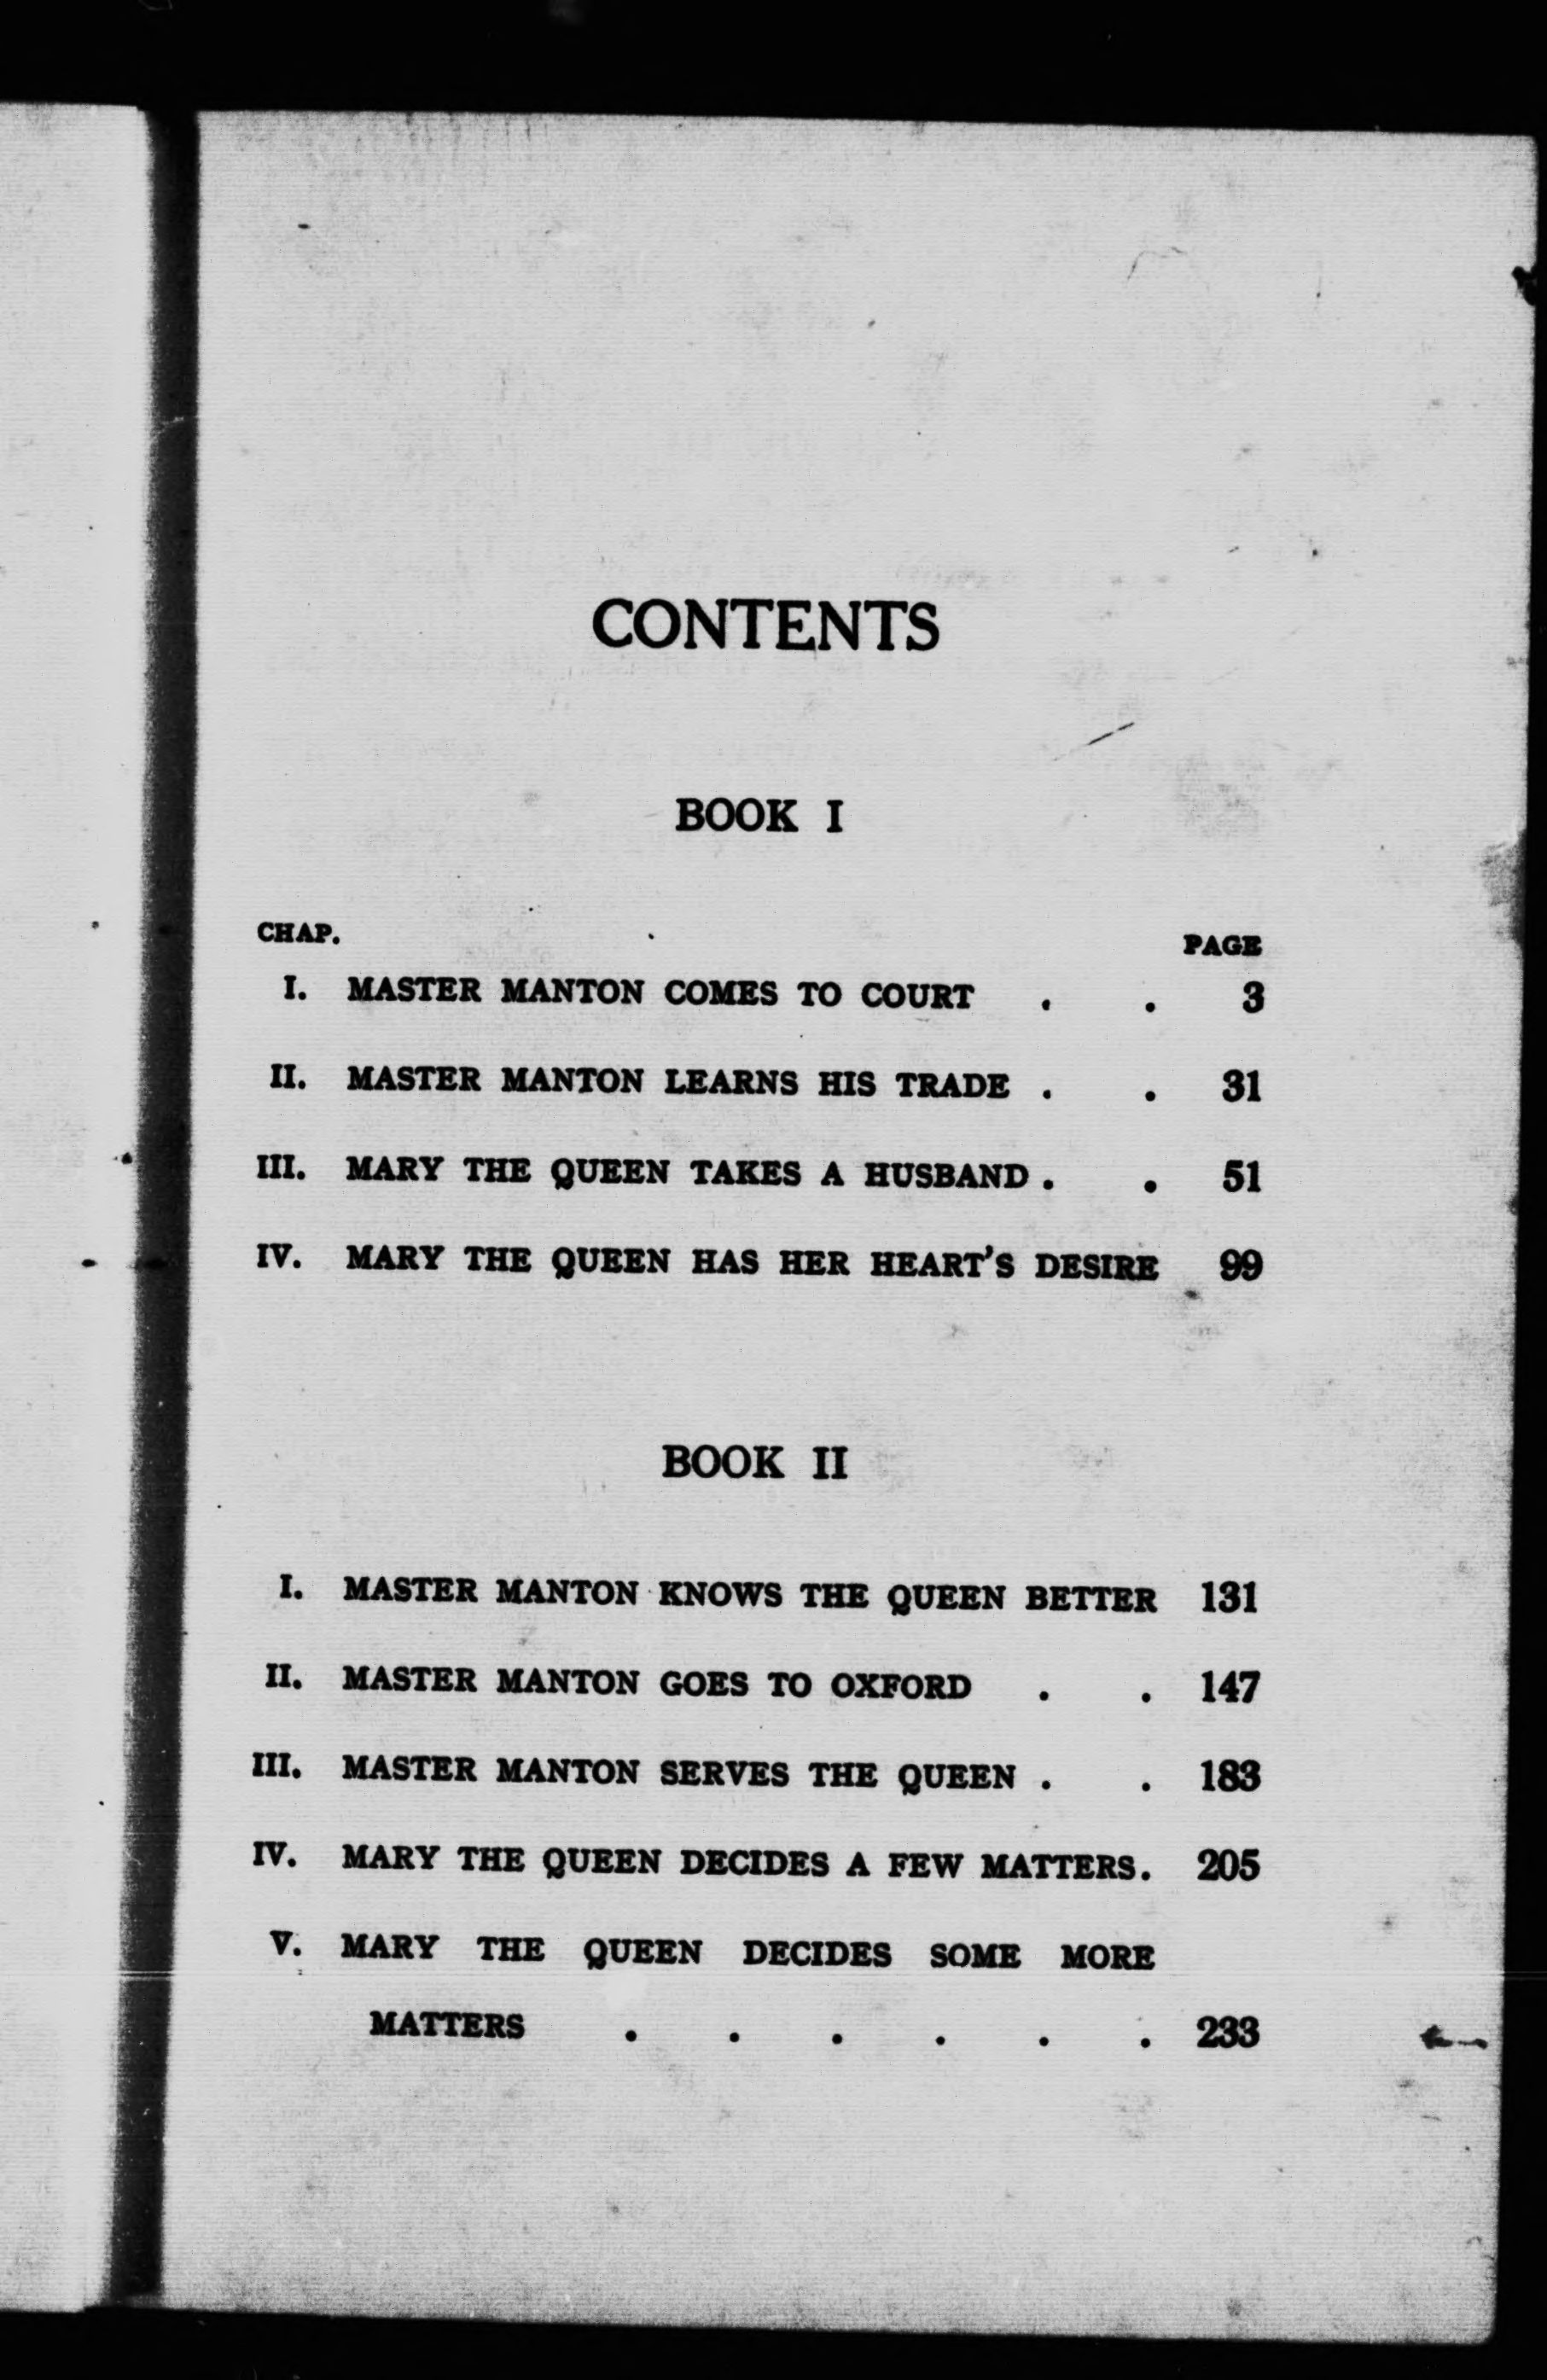 CONTENTS
BOOK I
CHAP. PAGE
I. MASTER MANTON COMES TO COURT . . 3
II. MASTER MANTON LEARNS HIS TRADE . . 31
III. MARY THE QUEEN TAKES A HUSBAND . . 51
IV. MARY THE QUEEN HAS HER HEART'S DESIRE 99
BOOK II
I. MASTER MANTON KNOWS THE QUEEN BETTER 131
II. MASTER MANTON GOES TO OXFORD . . 147
III. MASTER MANTON SERVES THE QUEEN . . 183
IV. MARY THE QUEEN DECIDES A FEW MATTERS . 205
V. MARY THE QUEEN DECIDES SOME MORE
MATTERS . . . . . . 233